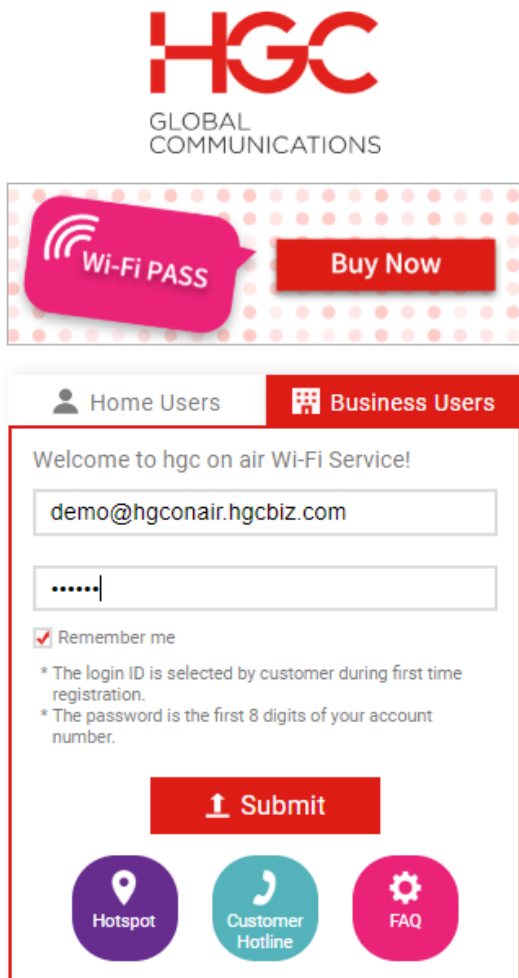 HGC
GLOBAL
COMMUNICATIONS
Wi-Fi PASS
Buy Now
Home Users
Business Users
Welcome to hgc on air Wi-Fi Service!
demo@hgconair.hgcbiz.com
••••••
Remember me
* The login ID is selected by customer during first time
registration.
* The password is the first 8 digits of your account
number.
Submit
Hotspot
Customer
Hotline
FAQ